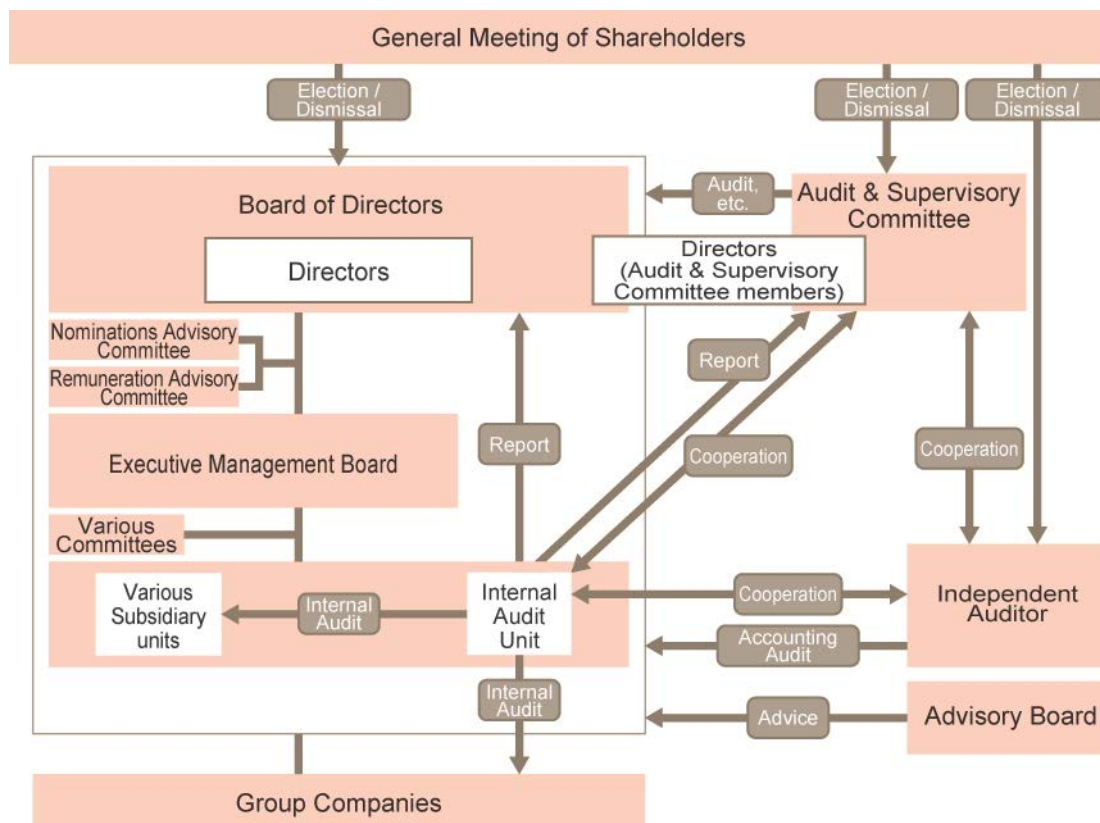 General Meeting of Shareholders
Election /
Dismissal
Election /
Dismissal
Election /
Dismissal
Board of Directors
Audit,
etc.
Audit & Supervisory
Committee
Directors
Directors
(Audit & Supervisory
Committee members)
Nominations Advisory
Committee
Remuneration Advisory
Committee
Report
Report
Executive Management Board
Cooperation
Cooperation
Various
Committees
Various
Subsidiary
units
Internal
Audit
Internal
Audit
Unit
Cooperation
Independent
Auditor
Accounting
Audit
Internal
Audit
Advice
Advisory Board
Group Companies